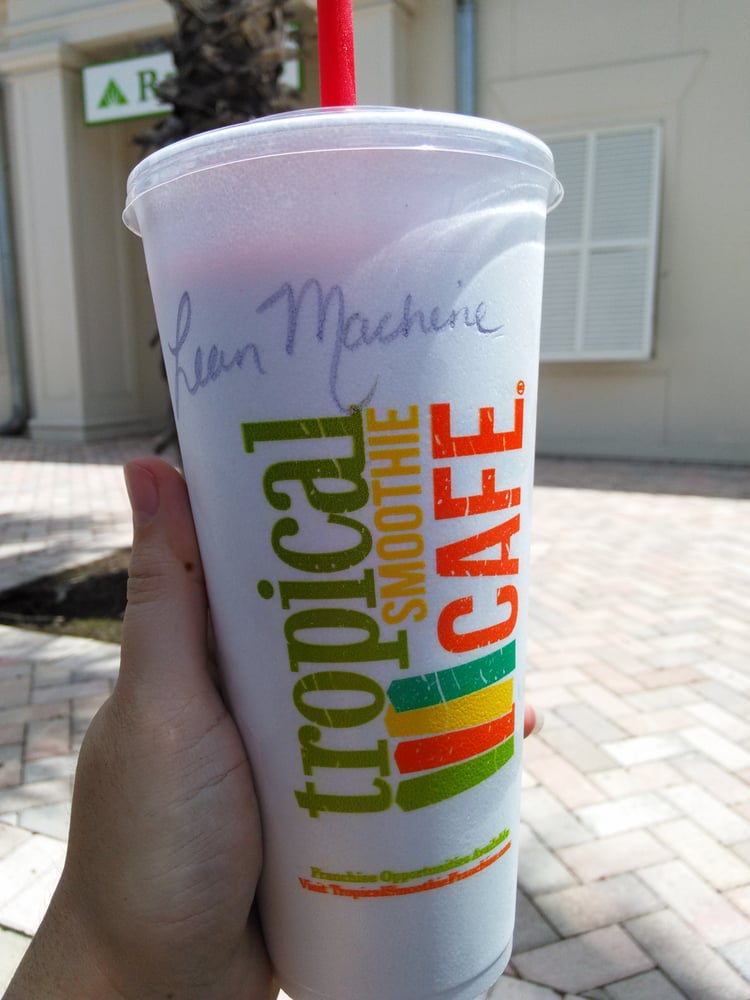 R
Lean Machine
tropical
SMOOTHIE
CAFE®
Franchise Opportunities Available
Visit TropicalSmoothieFranchise.com